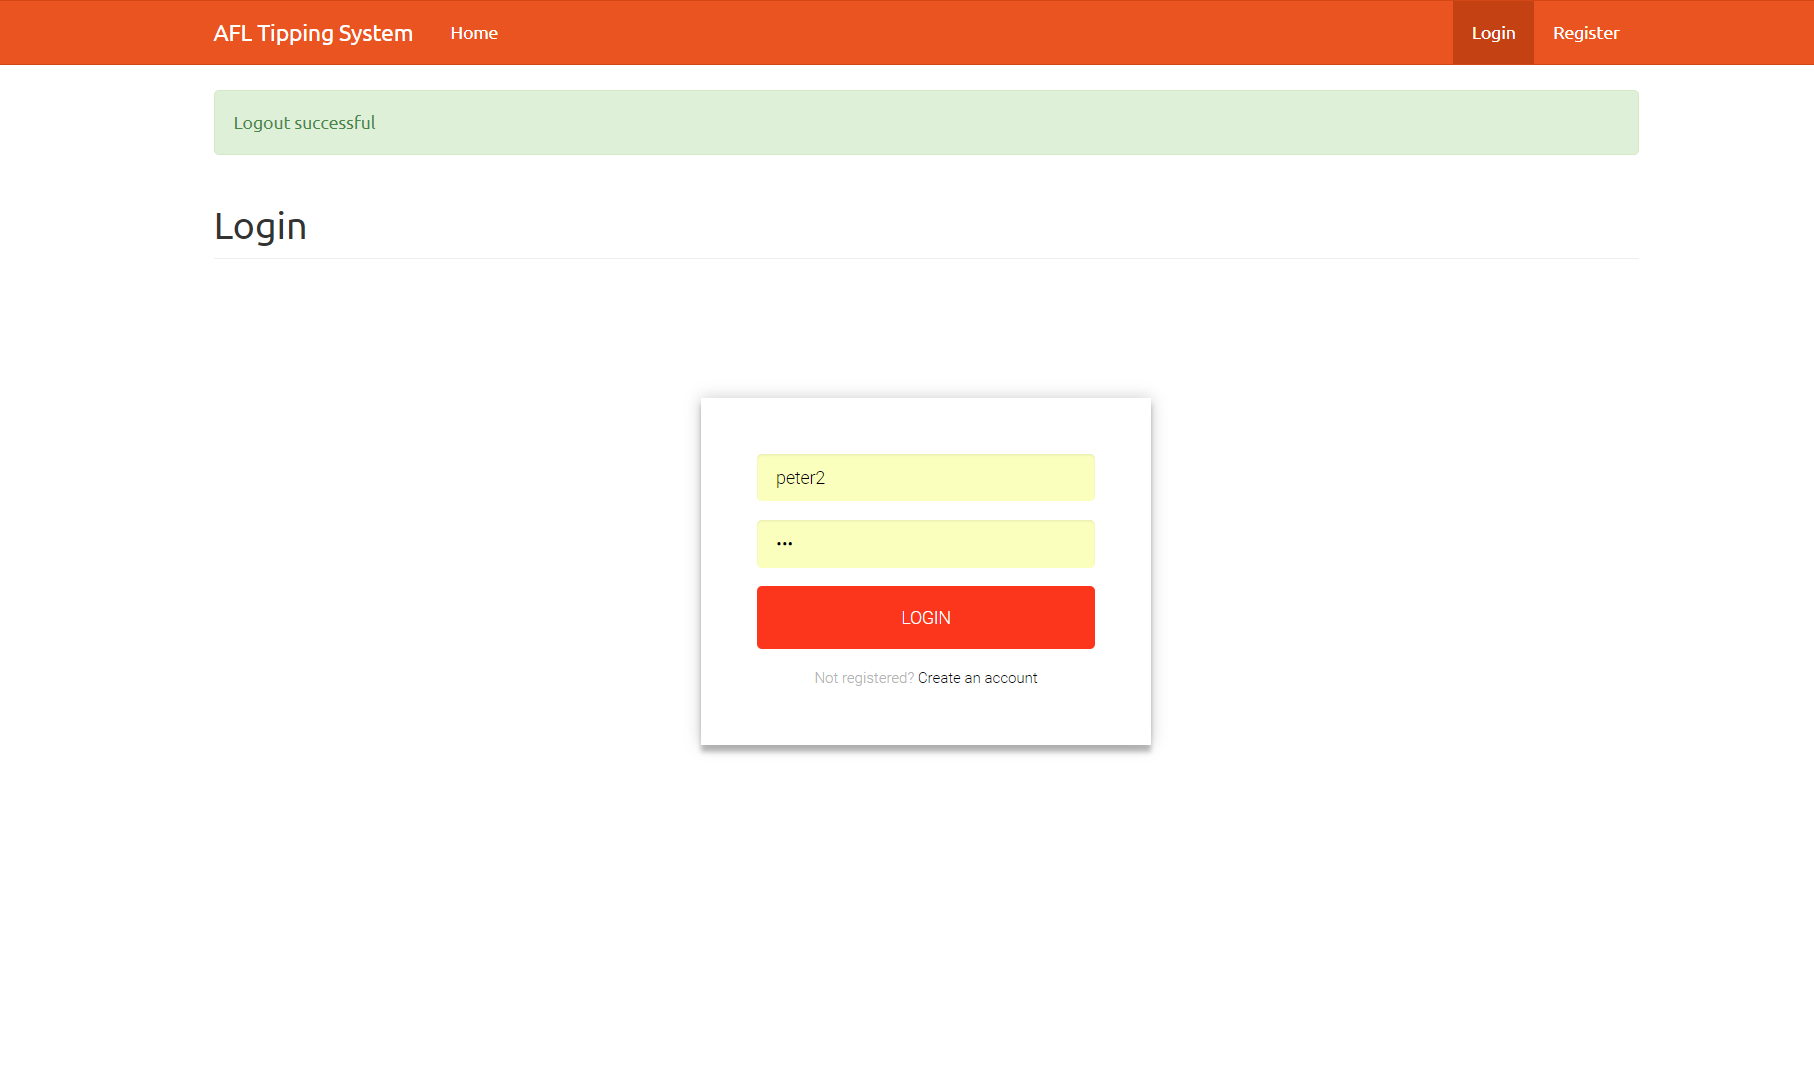 AFL Tipping System Home Login Register
Logout successful
Login
peter2
•••
LOGIN
Not registered? Create an account